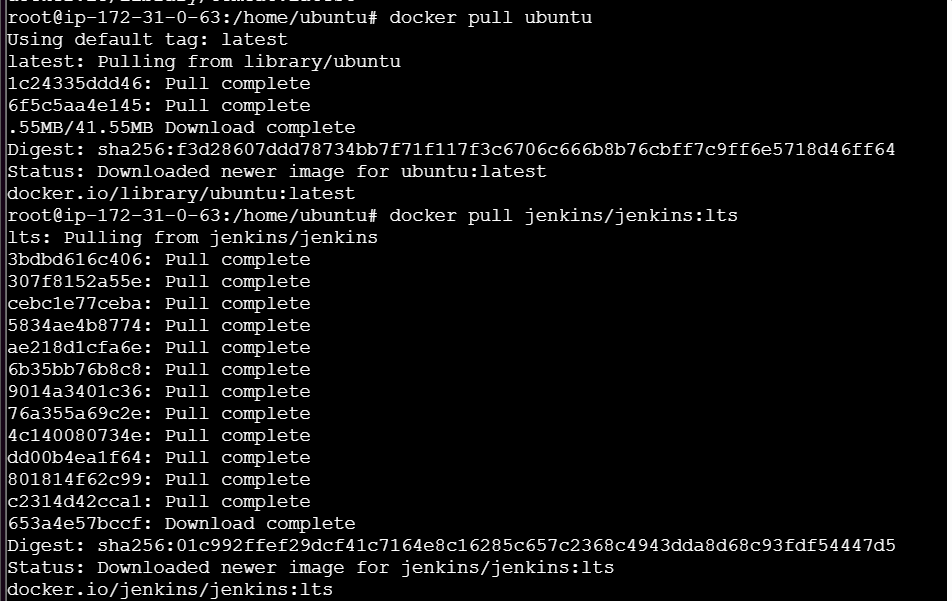 root@ip-172-31-0-63:/home/ubuntu# docker pull ubuntu
Using default tag: latest
latest: Pulling from library/ubuntu
1c24335ddd46: Pull complete
6f5c5aa4e145: Pull complete
.55MB/41.55MB Download complete
Digest: sha256:f3d28607ddd78734bb7f71f117f3c6706c666b8b76cbff7c9ff6e5718d46ff64
Status: Downloaded newer image for ubuntu:latest
docker.io/library/ubuntu:latest
root@ip-172-31-0-63:/home/ubuntu# docker pull jenkins/jenkins:lts
lts: Pulling from jenkins/jenkins
3bdbd616c406: Pull complete
307f8152a55e: Pull complete
cebc1e77ceba: Pull complete
5834ae4b8774: Pull complete
ae218d1cfa6e: Pull complete
6b35bb76b8c8: Pull complete
9014a3401c36: Pull complete
76a355a69c2e: Pull complete
4c140080734e: Pull complete
dd00b4ea1f64: Pull complete
801814f62c99: Pull complete
c2314d42cca1: Pull complete
653a4e57bccf: Download complete
Digest: sha256:01c992ffef29dcf41c7164e8c16285c657c2368c4943dda8d68c93fdf54447d5
Status: Downloaded newer image for jenkins/jenkins:lts
docker.io/jenkins/jenkins:lts